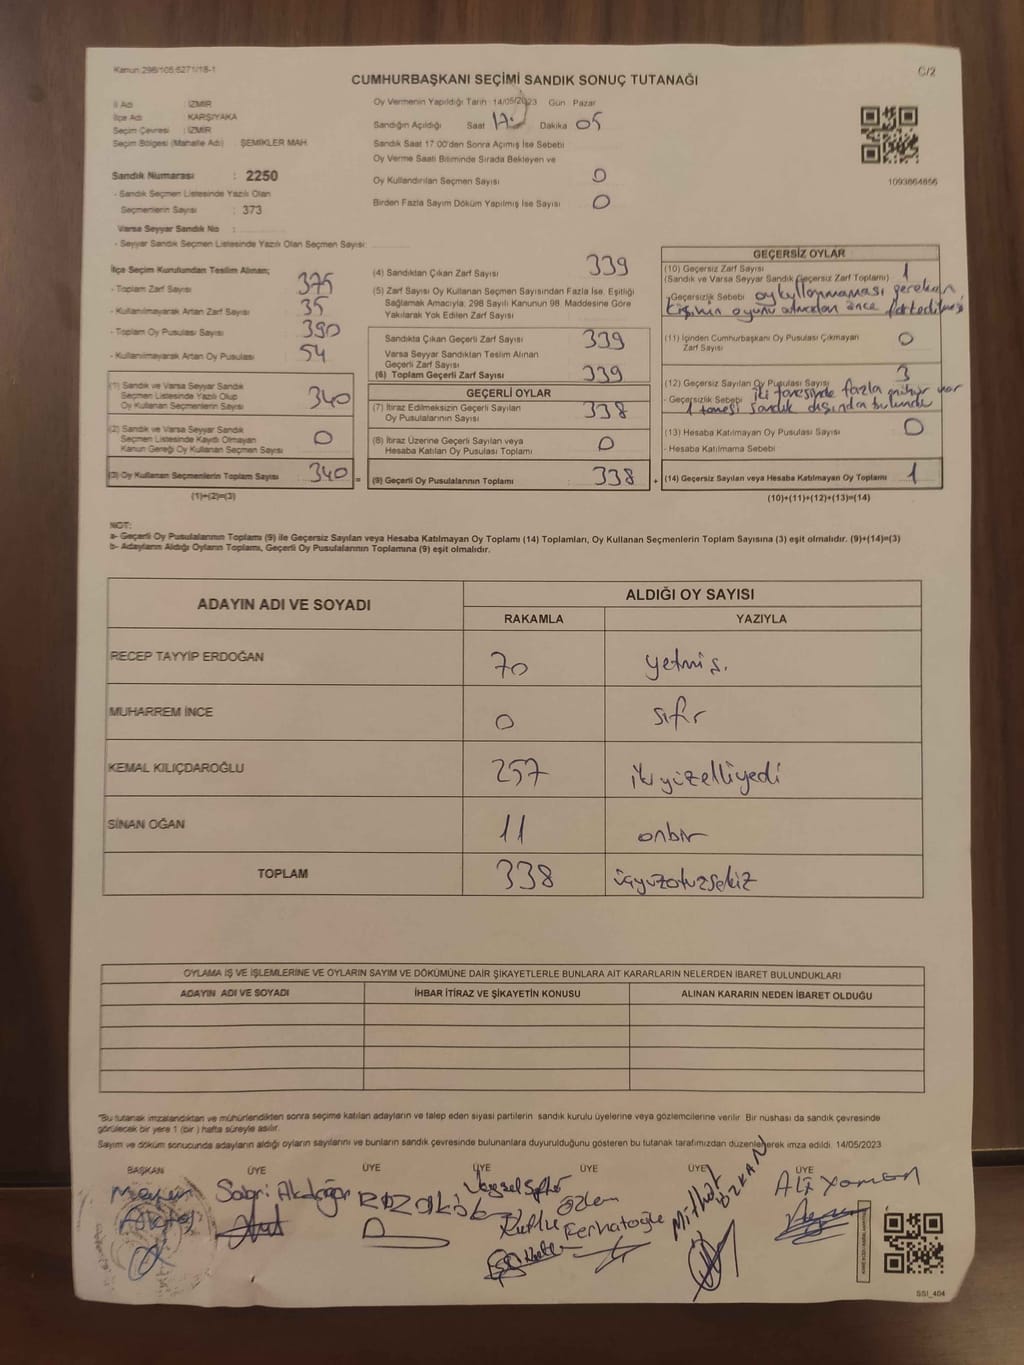 Kanun:298/105;6271/18-1
C/2
CUMHURBAŞKANI SEÇİMİ SANDIK SONUÇ TUTANAĞI
İl Adı : İZMİR
İlçe Adı : KARŞIYAKA
Seçim Çevresi : İZMİR
Seçim Bölgesi (Mahalle Adı) ŞEMİKLER MAH.
Sandık Numarası : 2250
- Sandık Seçmen Listesinde Yazılı Olan
Seçmenlerin Sayısı : 373
Varsa Seyyar Sandık No :
- Seyyar Sandık Seçmen Listesinde Yazılı Olan Seçmen Sayısı:
Oy Vermenin Yapıldığı Tarih 14/05/2023 Gün Pazar
Sandığın Açıldığı Saat 17 Dakika 05
Sandık Saat 17:00'den Sonra Açımış İse Sebebi
Oy Verme Saati Bitiminde Sırada Bekleyen ve
Oy Kullandırılan Seçmen Sayısı 0
Birden Fazla Sayım Döküm Yapılmış İse Sayısı 0
1093664856
İlçe Seçim Kurulundan Teslim Alınan;
- Toplam Zarf Sayısı 375
- Kullanılmayarak Artan Zarf Sayısı 35
- Toplam Oy Pusulası Sayısı 390
- Kullanılmayarak Artan Oy Pusulası 54
(1) Sandık ve Varsa Seyyar Sandık
Seçmen Listesinde Yazılı Olup
Oy Kullanan Seçmenlerin Sayısı 340
(2) Sandık ve Varsa Seyyar Sandık
Seçmen Listesinde Kaydı Olmayan
Kanun Gereği Oy Kullanan Seçmen Sayısı 0
(3) Oy Kullanan Seçmenlerin Toplam Sayısı 340 =
(1)+(2)=(3)
(4) Sandıktan Çıkan Zarf Sayısı 339
(5) Zarf Sayısı Oy Kullanan Seçmen Sayısından Fazla İse, Eşitliği
Sağlamak Amacıyla; 298 Sayılı Kanunun 98. Maddesine Göre
Yakılarak Yok Edilen Zarf Sayısı
Sandıkta Çıkan Geçerli Zarf Sayısı 339
Varsa Seyyar Sandıktan Teslim Alınan
Geçerli Zarf Sayısı
(6) Toplam Geçerli Zarf Sayısı 339
GEÇERLİ OYLAR
(7) İtiraz Edilmeksizin Geçerli Sayılan
Oy Pusulasının Sayısı 338
(8) İtiraz Üzerine Geçerli Sayılan veya
Hesaba Katılan Oy Pusulası Toplamı 0
(9) Geçerli Oy Pusulalarının Toplamı : 338 +
GEÇERSİZ OYLAR
(10) Geçersiz Zarf Sayısı 1
(Sandık ve Varsa Seyyar Sandık Geçersiz Zarf Toplamı)
- Geçersizlik Sebebi oy kullanmaması gereken
kişinin oyunu atmadan önce farkedilmesi
(11) İçinden Cumhurbaşkanı Oy Pusulası Çıkmayan
Zarf Sayısı 0
(12) Geçersiz Sayılan Oy Pusulası Sayısı 3
- Geçersizlik Sebebi iki tanesinde fazla mühür var
1 tanesi sandık dışında bulundu
(13) Hesaba Katılmayan Oy Pusulası Sayısı 0
- Hesaba Katılmama Sebebi
(14) Geçersiz Sayılan veya Hesaba Katılmayan Oy Toplamı 1
(10)+(11)+(12)+(13)=(14)
NOT:
a- Geçerli Oy Pusulalarının Toplamı (9) ile Geçersiz Sayılan veya Hesaba Katılmayan Oy Toplamı (14) Toplamları, Oy Kullanan Seçmenlerin Toplam Sayısına (3) eşit olmalıdır. (9)+(14)=(3)
b- Adayların Aldığı Oyların Toplamı, Geçerli Oy Pusulalarının Toplamına (9) eşit olmalıdır.
ADAYIN ADI VE SOYADI
ALDIĞI OY SAYISI
RAKAMLA YAZIYLA
RECEP TAYYİP ERDOĞAN 70 yetmiş.
MUHARREM İNCE 0 sıfır
KEMAL KILIÇDAROĞLU 257 ikiyüzelliyedi
SİNAN OĞAN 11 onbir
TOPLAM 338 üçyüzotuzsekiz
OYLAMA İŞ VE İŞLEMLERİNE VE OYLARIN SAYIM VE DÖKÜMÜNE DAİR ŞİKAYETLERLE BUNLARA AİT KARARLARIN NELERDEN İBARET BULUNDUKLARI
ADAYIN ADI VE SOYADI İHBAR İTİRAZ VE ŞİKAYETİN KONUSU ALINAN KARARIN NEDEN İBARET OLDUĞU
"Bu tutanak imzalandıktan ve mühürlendikten sonra seçime katılan adayların ve talep eden siyasi partilerin sandık kurulu üyelerine veya gözlemcilerine verilir. Bir nüshası da sandık çevresinde
görülecek bir yere 1 (bir ) hafta süreyle asılır.
Sayım ve döküm sonucunda adayların aldığı oyların sayılarını ve bunların sandık çevresinde bulunanlara duyurulduğunu gösteren bu tutanak tarafımızdan düzenlenerek imza edildi. 14/05/2023
BAŞKAN ÜYE ÜYE ÜYE ÜYE ÜYE ÜYE
Sabri Özlem Mithat ÖZKAN Ali Yaman
Kutlu Ferhatoğlu
SSI_404